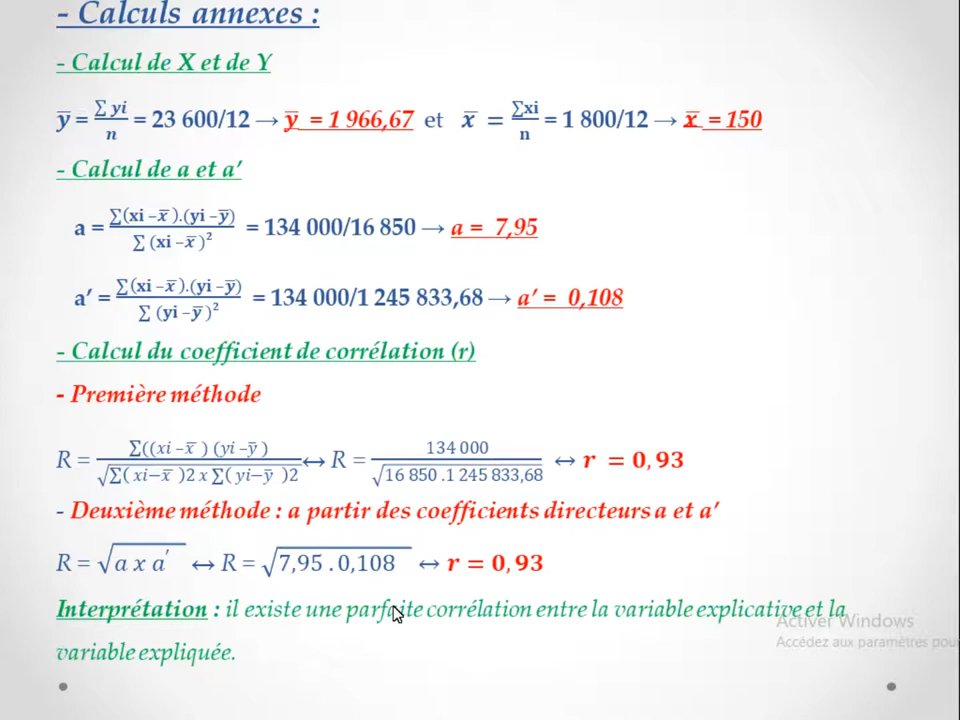 - Calculs annexes :
- Calcul de X et de Y
y̅ = ∑ yi / n = 23 600/12 → y̅ = 1 966,67 et x̅ = ∑xi / n = 1 800/12 → x̅ = 150
- Calcul de a et a′
a = ∑(xi –x̅ ).(yi –y̅) / ∑ (xi –x̅ )² = 134 000/16 850 → a = 7,95
a′ = ∑(xi –x̅ ).(yi –y̅) / ∑ (yi –y̅ )² = 134 000/1 245 833,68 → a′ = 0,108
- Calcul du coefficient de corrélation (r)
- Première méthode
R = ∑((xi –x̅ ) (yi –y̅ ) / √∑( xi–x̅ )2 x ∑( yi–y̅ )2 ↔ R = 134 000 / √16 850 .1 245 833,68 ↔ r = 0,93
- Deuxième méthode : a partir des coefficients directeurs a et a′
R = √a x a′ ↔ R = √7,95 . 0,108 ↔ r = 0,93
Interprétation : il existe une parfaite corrélation entre la variable explicative et la
variable expliquée.
Activer Windows
Accédez aux paramètres pou